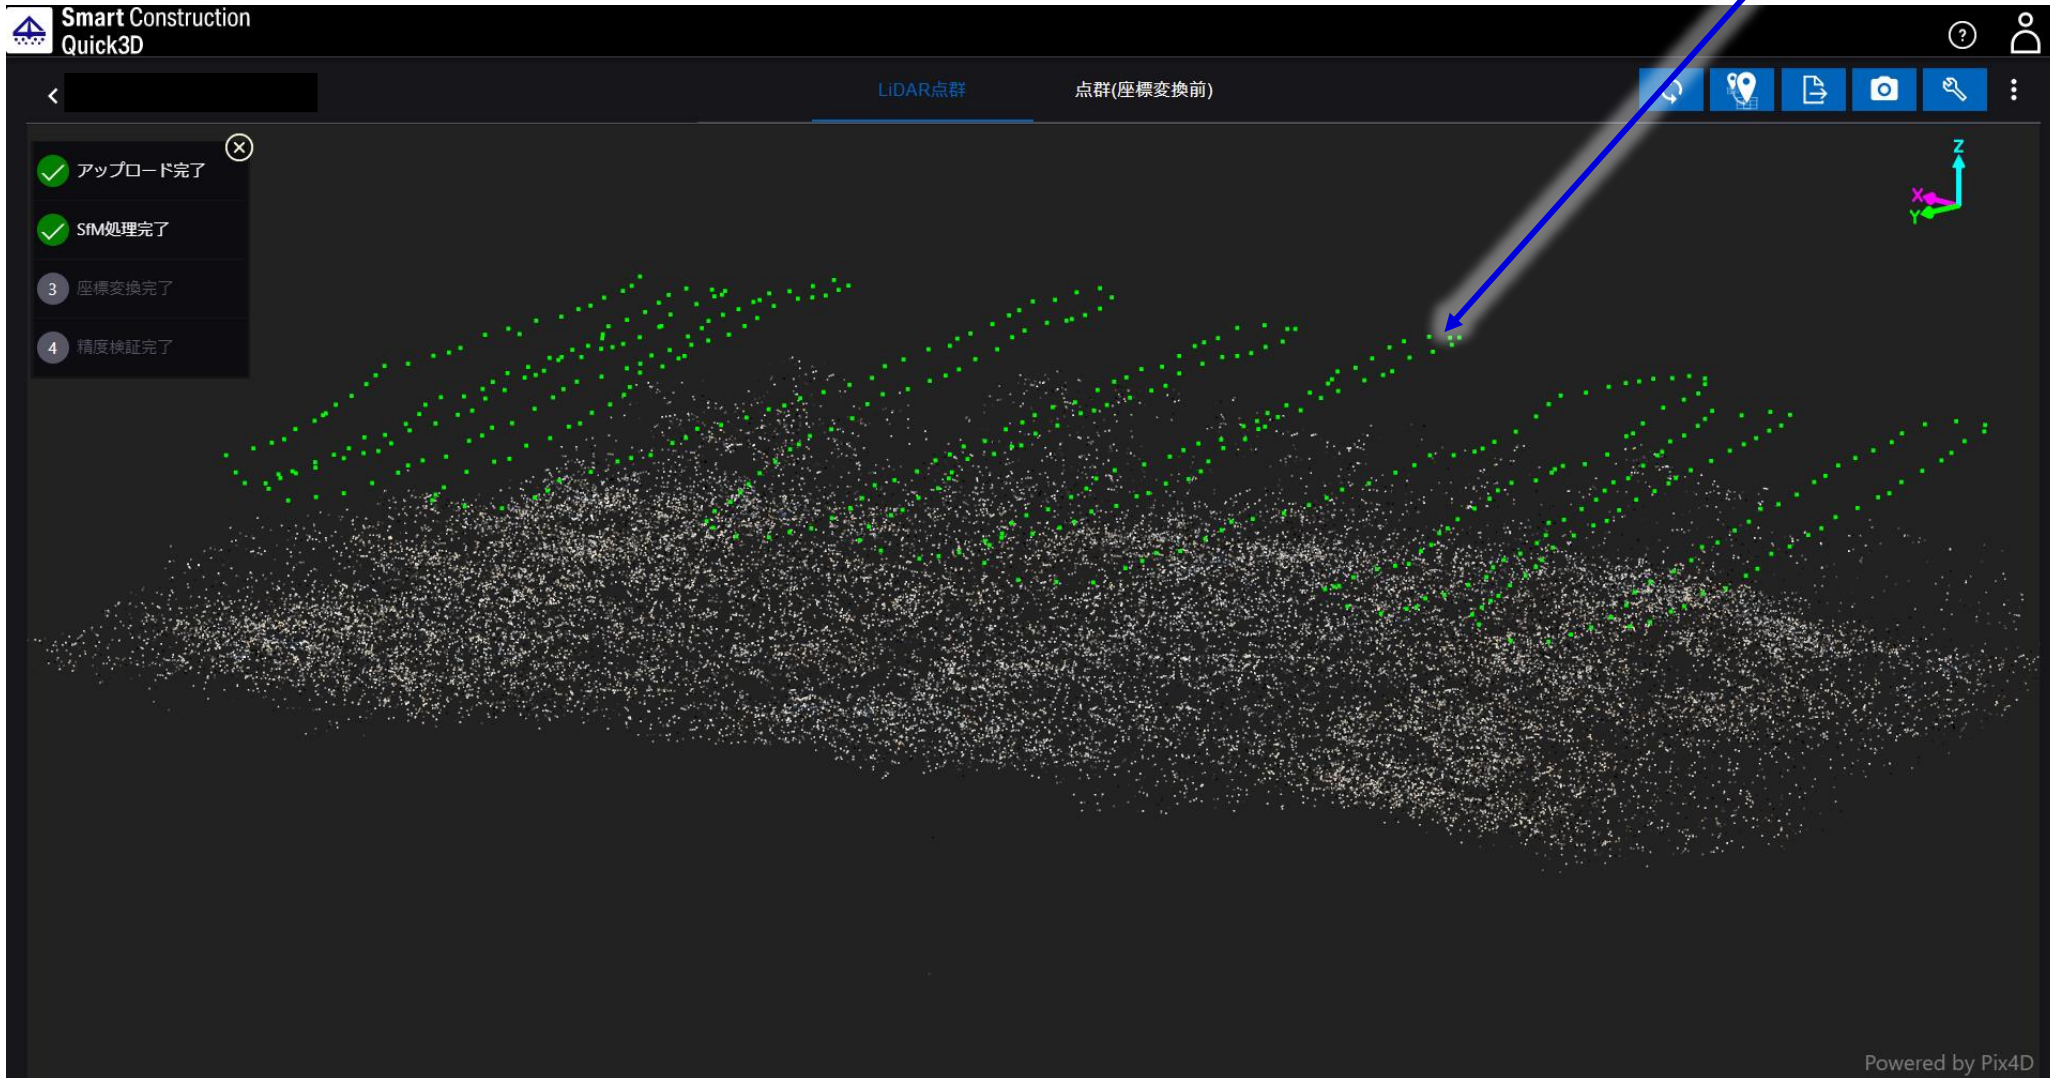 Smart Construction
Quick3D
?
LiDAR点群
点群(座標変換前)
アップロード完了
SfM処理完了
3 座標変換完了
4 精度検証完了
Z
X
Y
Powered by Pix4D